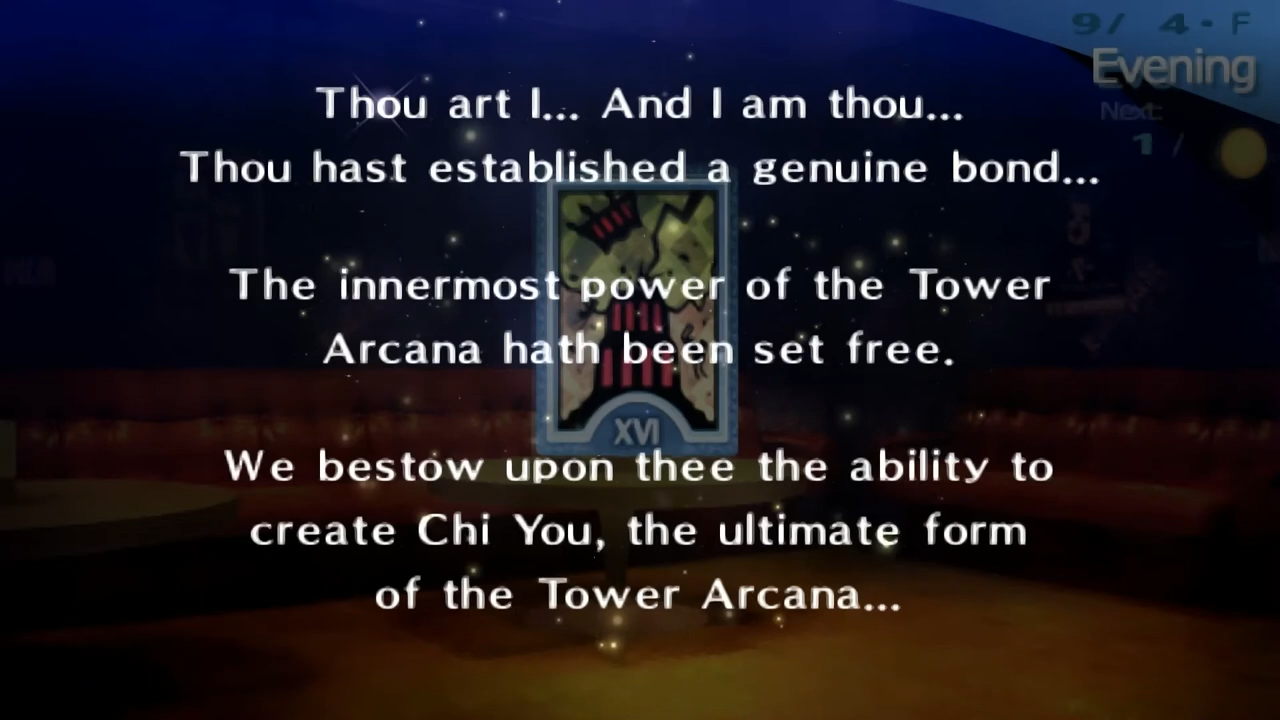 9/ 4・F
Evening
Next:
1/
Thou art I... And I am thou...
Thou hast established a genuine bond...
The innermost power of the Tower
Arcana hath been set free.
XVI
We bestow upon thee the ability to
create Chi You, the ultimate form
of the Tower Arcana...